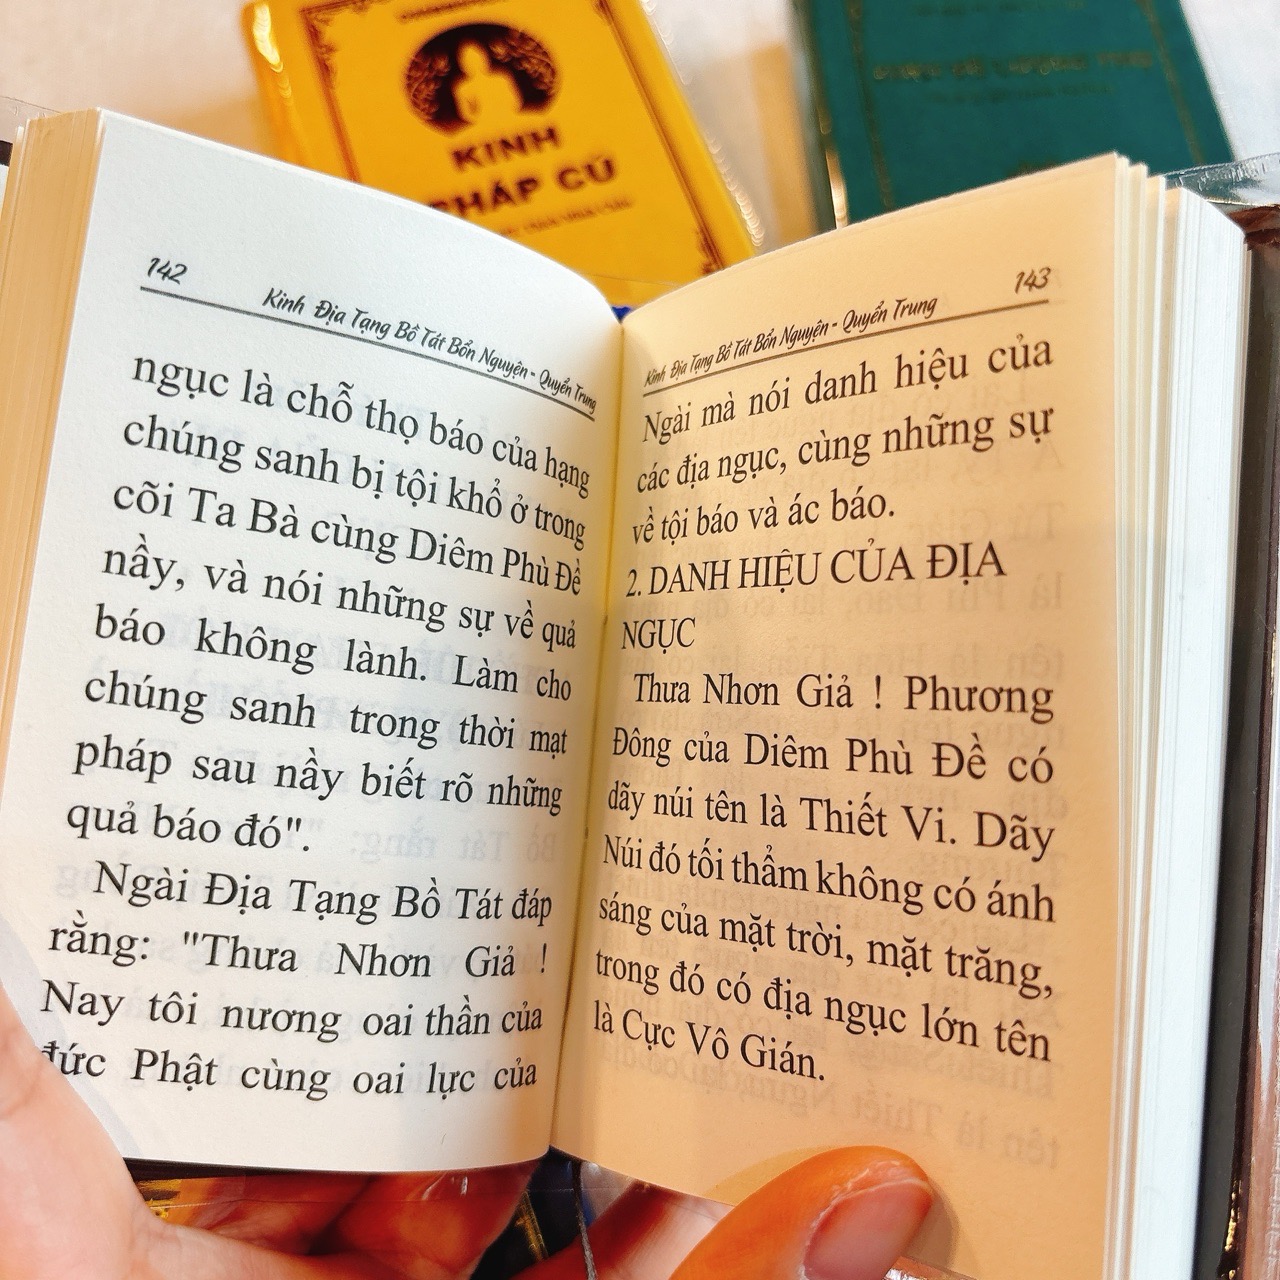 KINH
PHÁP CÚ
142
Kinh Địa Tạng Bồ Tát Bổn Nguyện - Quyển Trung
ngục là chỗ thọ báo của hạng
chúng sanh bị tội khổ ở trong
cõi Ta Bà cùng Diêm Phù Đề
nầy, và nói những sự về quả
báo không lành. Làm cho
chúng sanh trong thời mạt
pháp sau nầy biết rõ những
quả báo đó".
Ngài Địa Tạng Bồ Tát đáp
rằng: "Thưa Nhơn Giả !
Nay tôi nương oai thần của
đức Phật cùng oai lực của
143
Kinh Địa Tạng Bồ Tát Bổn Nguyện - Quyển Trung
Ngài mà nói danh hiệu của
các địa ngục, cùng những sự
về tội báo và ác báo.
2. DANH HIỆU CỦA ĐỊA
NGỤC
Thưa Nhơn Giả ! Phương
Đông của Diêm Phù Đề có
dãy núi tên là Thiết Vi. Dãy
Núi đó tối thẳm không có ánh
sáng của mặt trời, mặt trăng,
trong đó có địa ngục lớn tên
là Cực Vô Gián.